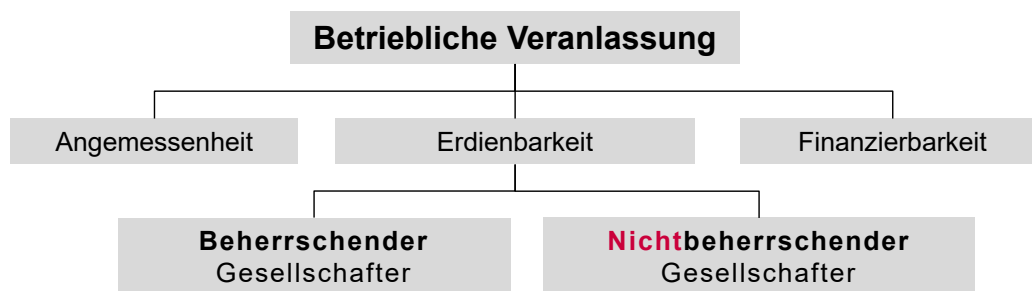 Betriebliche Veranlassung
Angemessenheit
Erdienbarkeit
Finanzierbarkeit
Beherrschender
Gesellschafter
Nichtbeherrschender
Gesellschafter